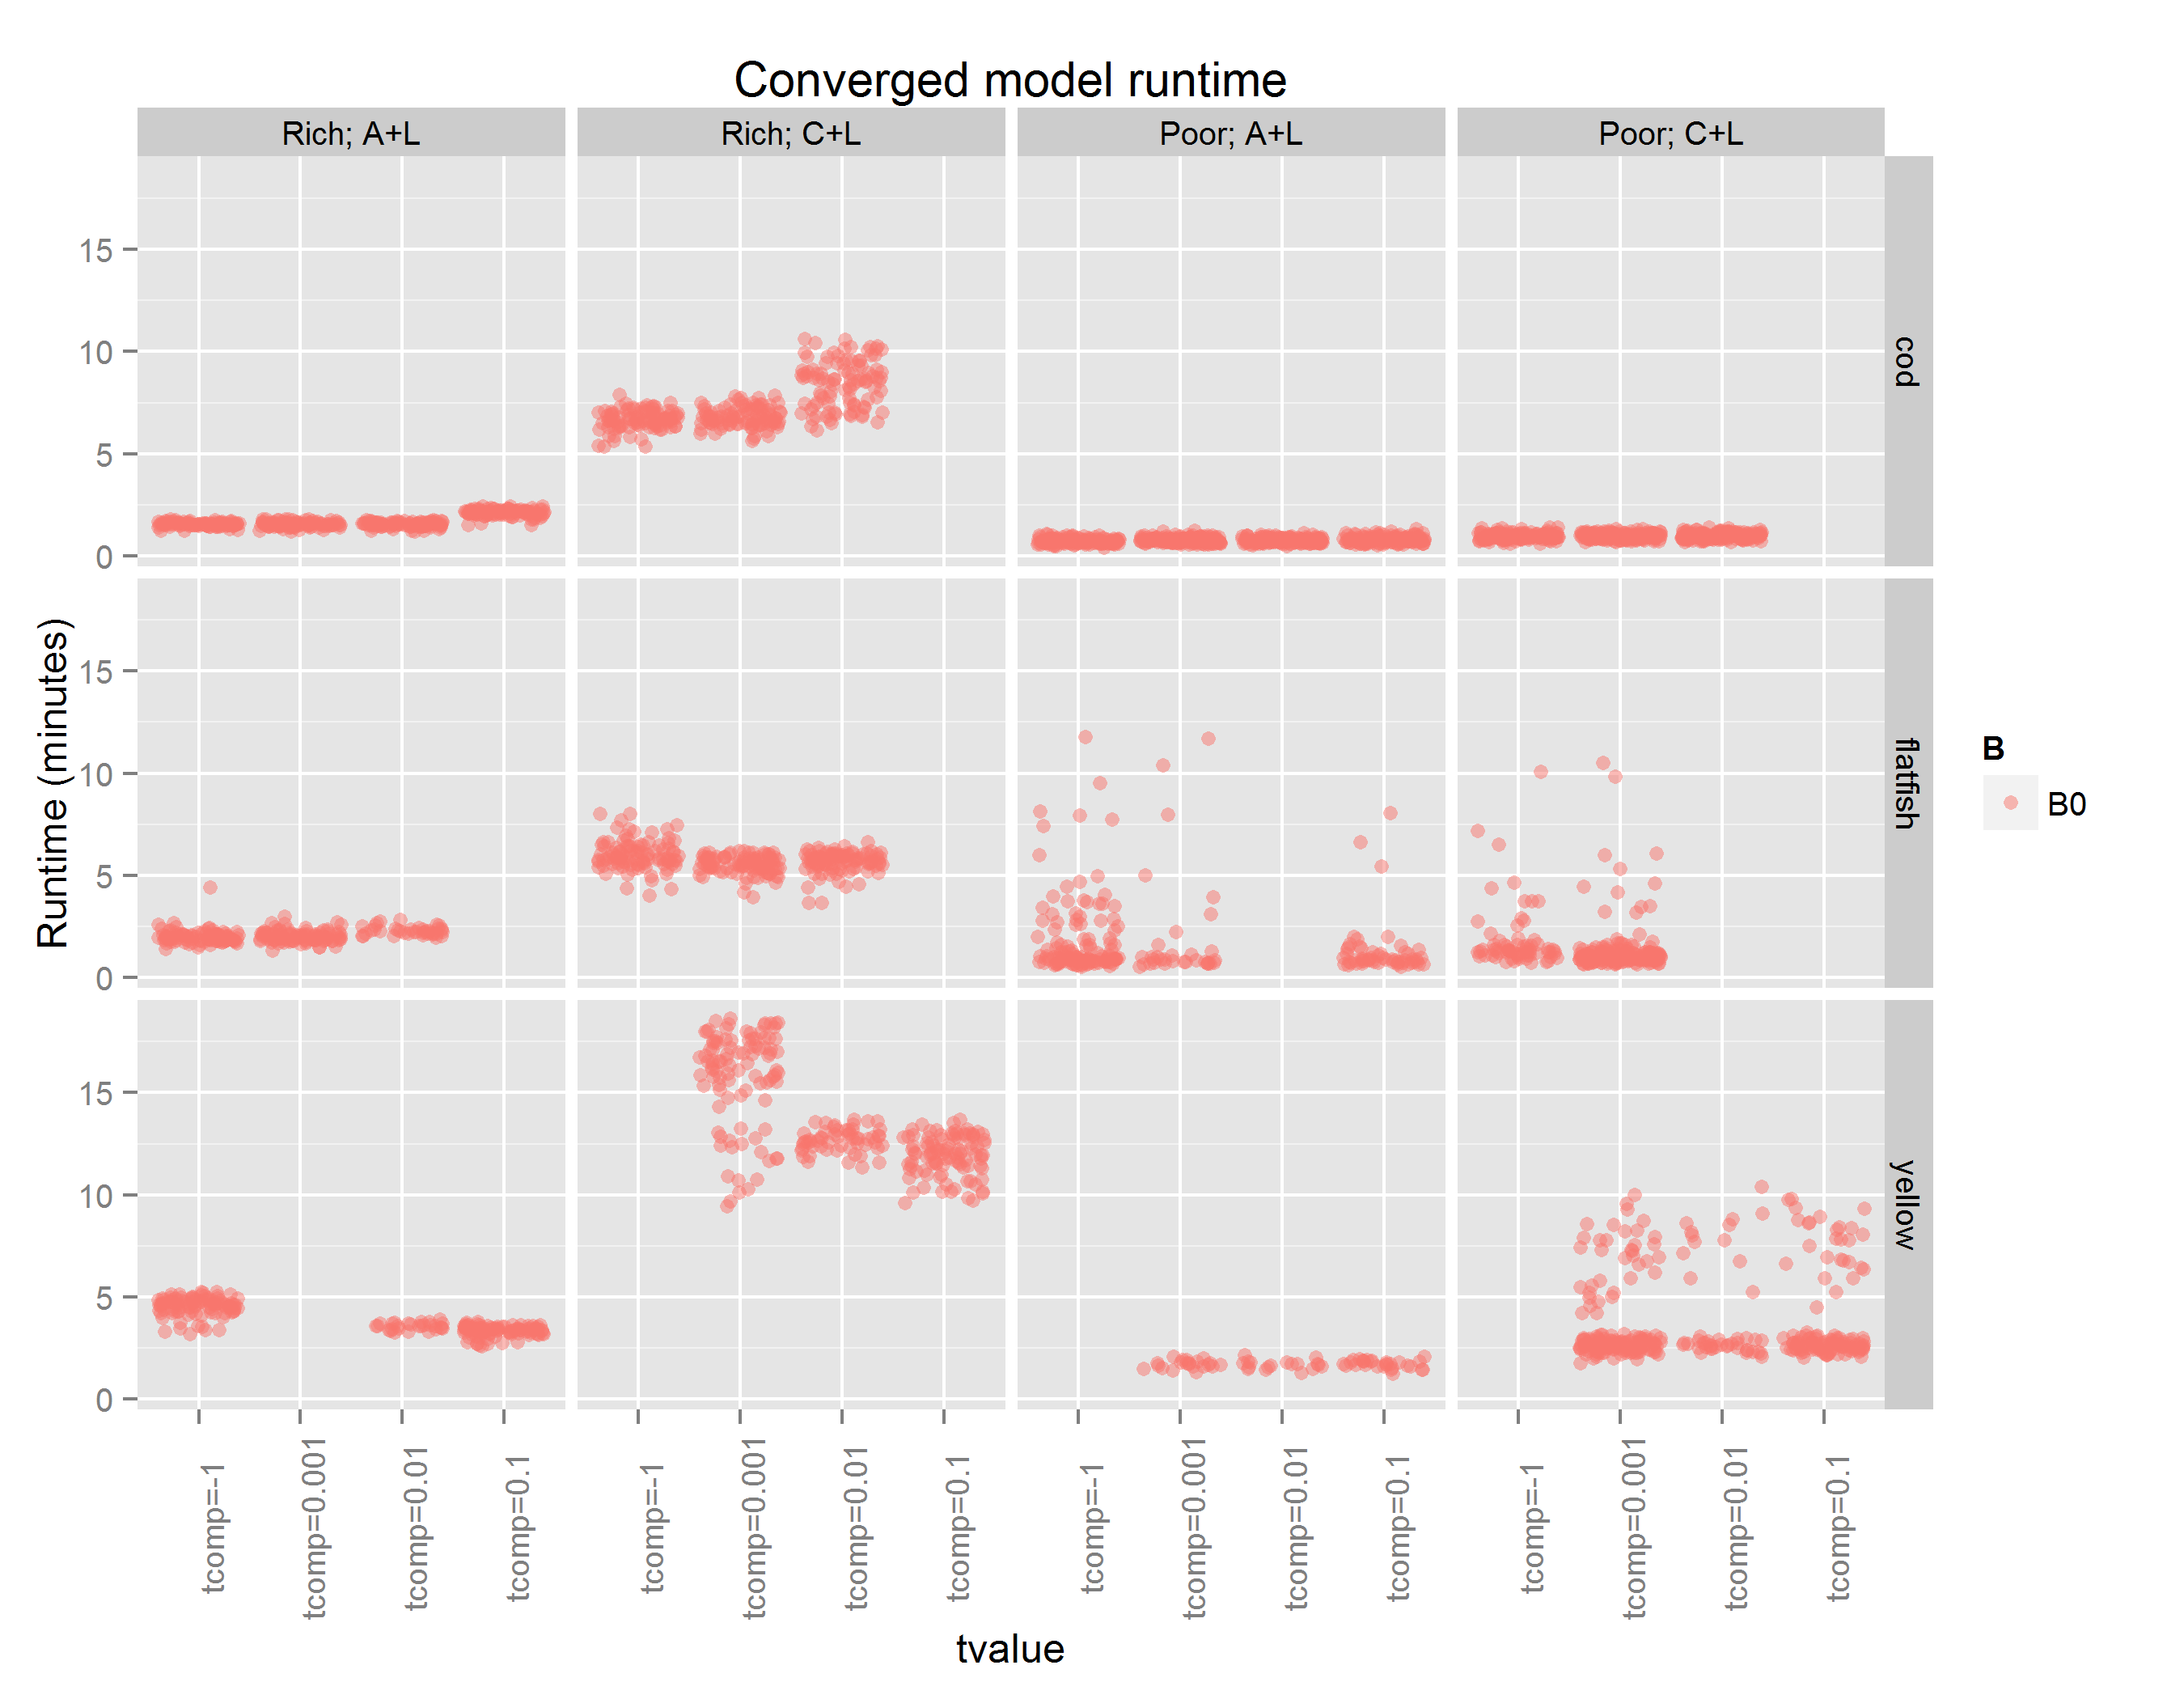 Converged model runtime
Rich; A+L
Rich; C+L
Poor; A+L
Poor; C+L
15
10
5
0
cod
15
10
5
0
flatfish
15
10
5
0
yellow
Runtime (minutes)
tcomp=-1
tcomp=0.001
tcomp=0.01
tcomp=0.1
tcomp=-1
tcomp=0.001
tcomp=0.01
tcomp=0.1
tcomp=-1
tcomp=0.001
tcomp=0.01
tcomp=0.1
tcomp=-1
tcomp=0.001
tcomp=0.01
tcomp=0.1
tvalue
B
B0